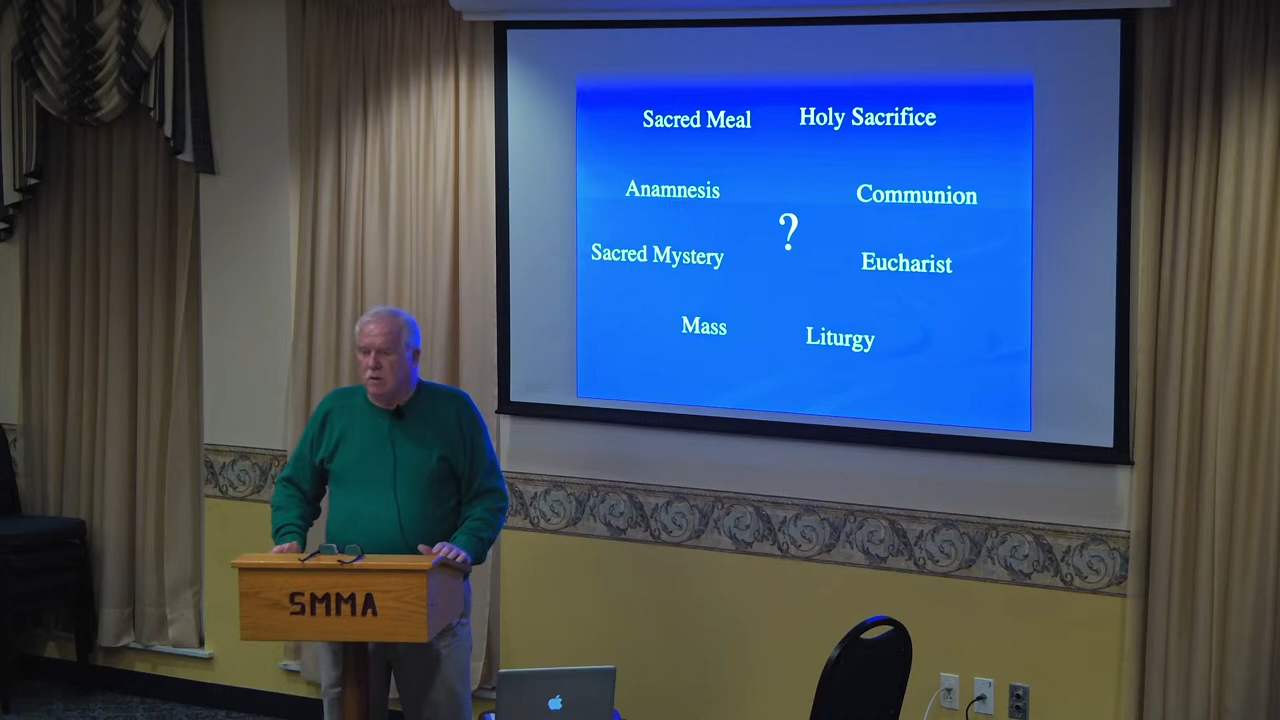 Sacred Meal Holy Sacrifice
Anamnesis Communion
?
Sacred Mystery Eucharist
Mass Liturgy
SMMA